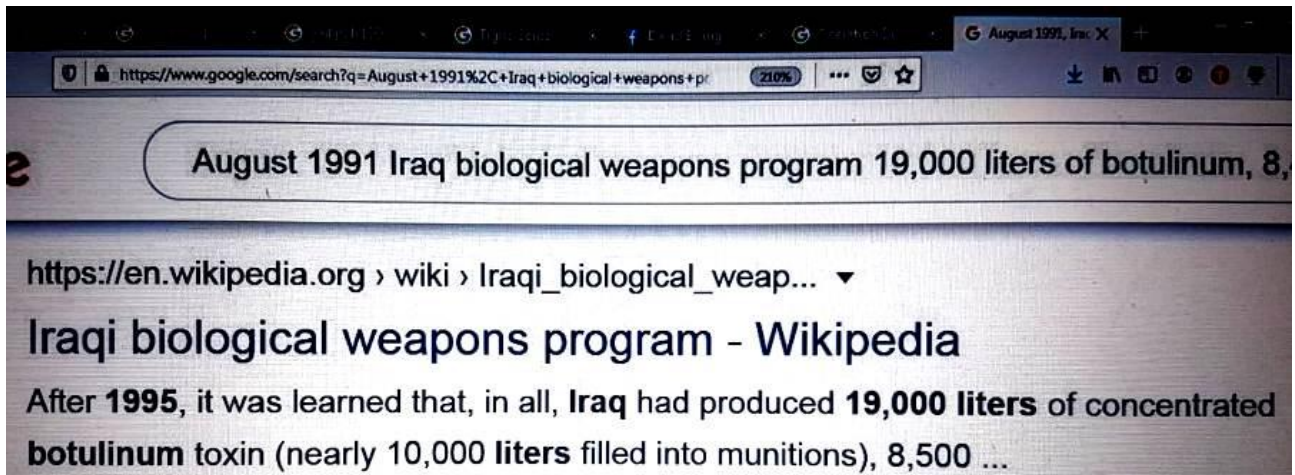 August 1991, Irac
https://www.google.com/search?q=August+1991%2C+Iraq+biological+weapons+pr
210%
e
August 1991 Iraq biological weapons program 19,000 liters of botulinum, 8,
https://en.wikipedia.org › wiki › Iraqi_biological_weap...
Iraqi biological weapons program - Wikipedia
After 1995, it was learned that, in all, Iraq had produced 19,000 liters of concentrated
botulinum toxin (nearly 10,000 liters filled into munitions), 8,500 ...